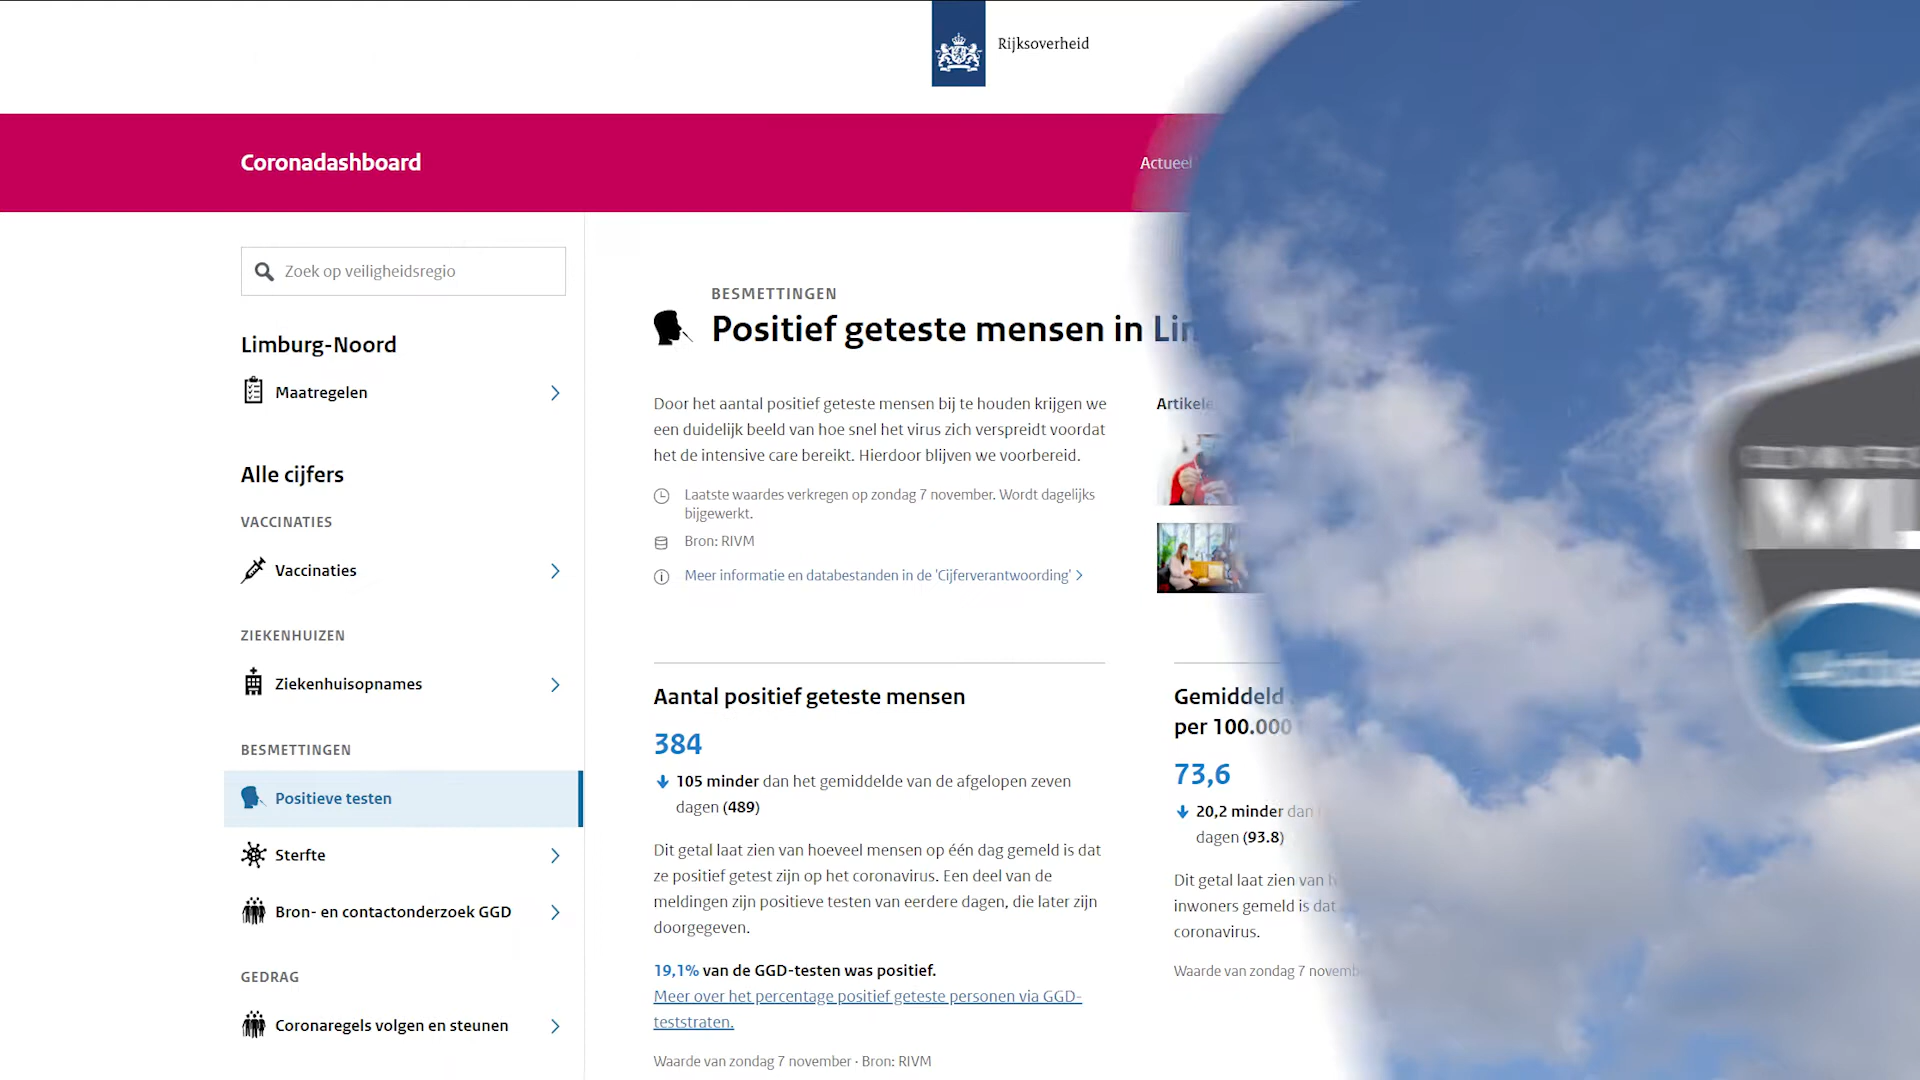 Rijksoverheid
Coronadashboard
Actueel
Zoek op veiligheidsregio
Limburg-Noord
Maatregelen
Alle cijfers
VACCINATIES
Vaccinaties
ZIEKENHUIZEN
Ziekenhuisopnames
BESMETTINGEN
Positieve testen
Sterfte
Bron- en contactonderzoek GGD
GEDRAG
Coronaregels volgen en steunen
BESMETTINGEN
Positief geteste mensen in
Door het aantal positief geteste mensen bij te houden krijgen we
een duidelijk beeld van hoe snel het virus zich verspreidt voordat
het de intensive care bereikt. Hierdoor blijven we voorbereid.
Laatste waardes verkregen op zondag 7 november. Wordt dagelijks
bijgewerkt.
Bron: RIVM
Meer informatie en databestanden in de 'Cijferverantwoording'
Aantal positief geteste mensen
384
105 minder dan het gemiddelde van de afgelopen zeven
dagen (489)
Dit getal laat zien van hoeveel mensen op één dag gemeld is dat
ze positief getest zijn op het coronavirus. Een deel van de
meldingen zijn positieve testen van eerdere dagen, die later zijn
doorgegeven.
19,1% van de GGD-testen was positief.
Meer over het percentage positief geteste personen via GGD-
teststraten.
Waarde van zondag 7 november · Bron: RIVM
Gemiddeld
per 100.000
73,6
20,2 minder dan
dagen (93.8)
Dit getal laat zien van
inwoners gemeld is dat
coronavirus.
Waarde van zondag 7